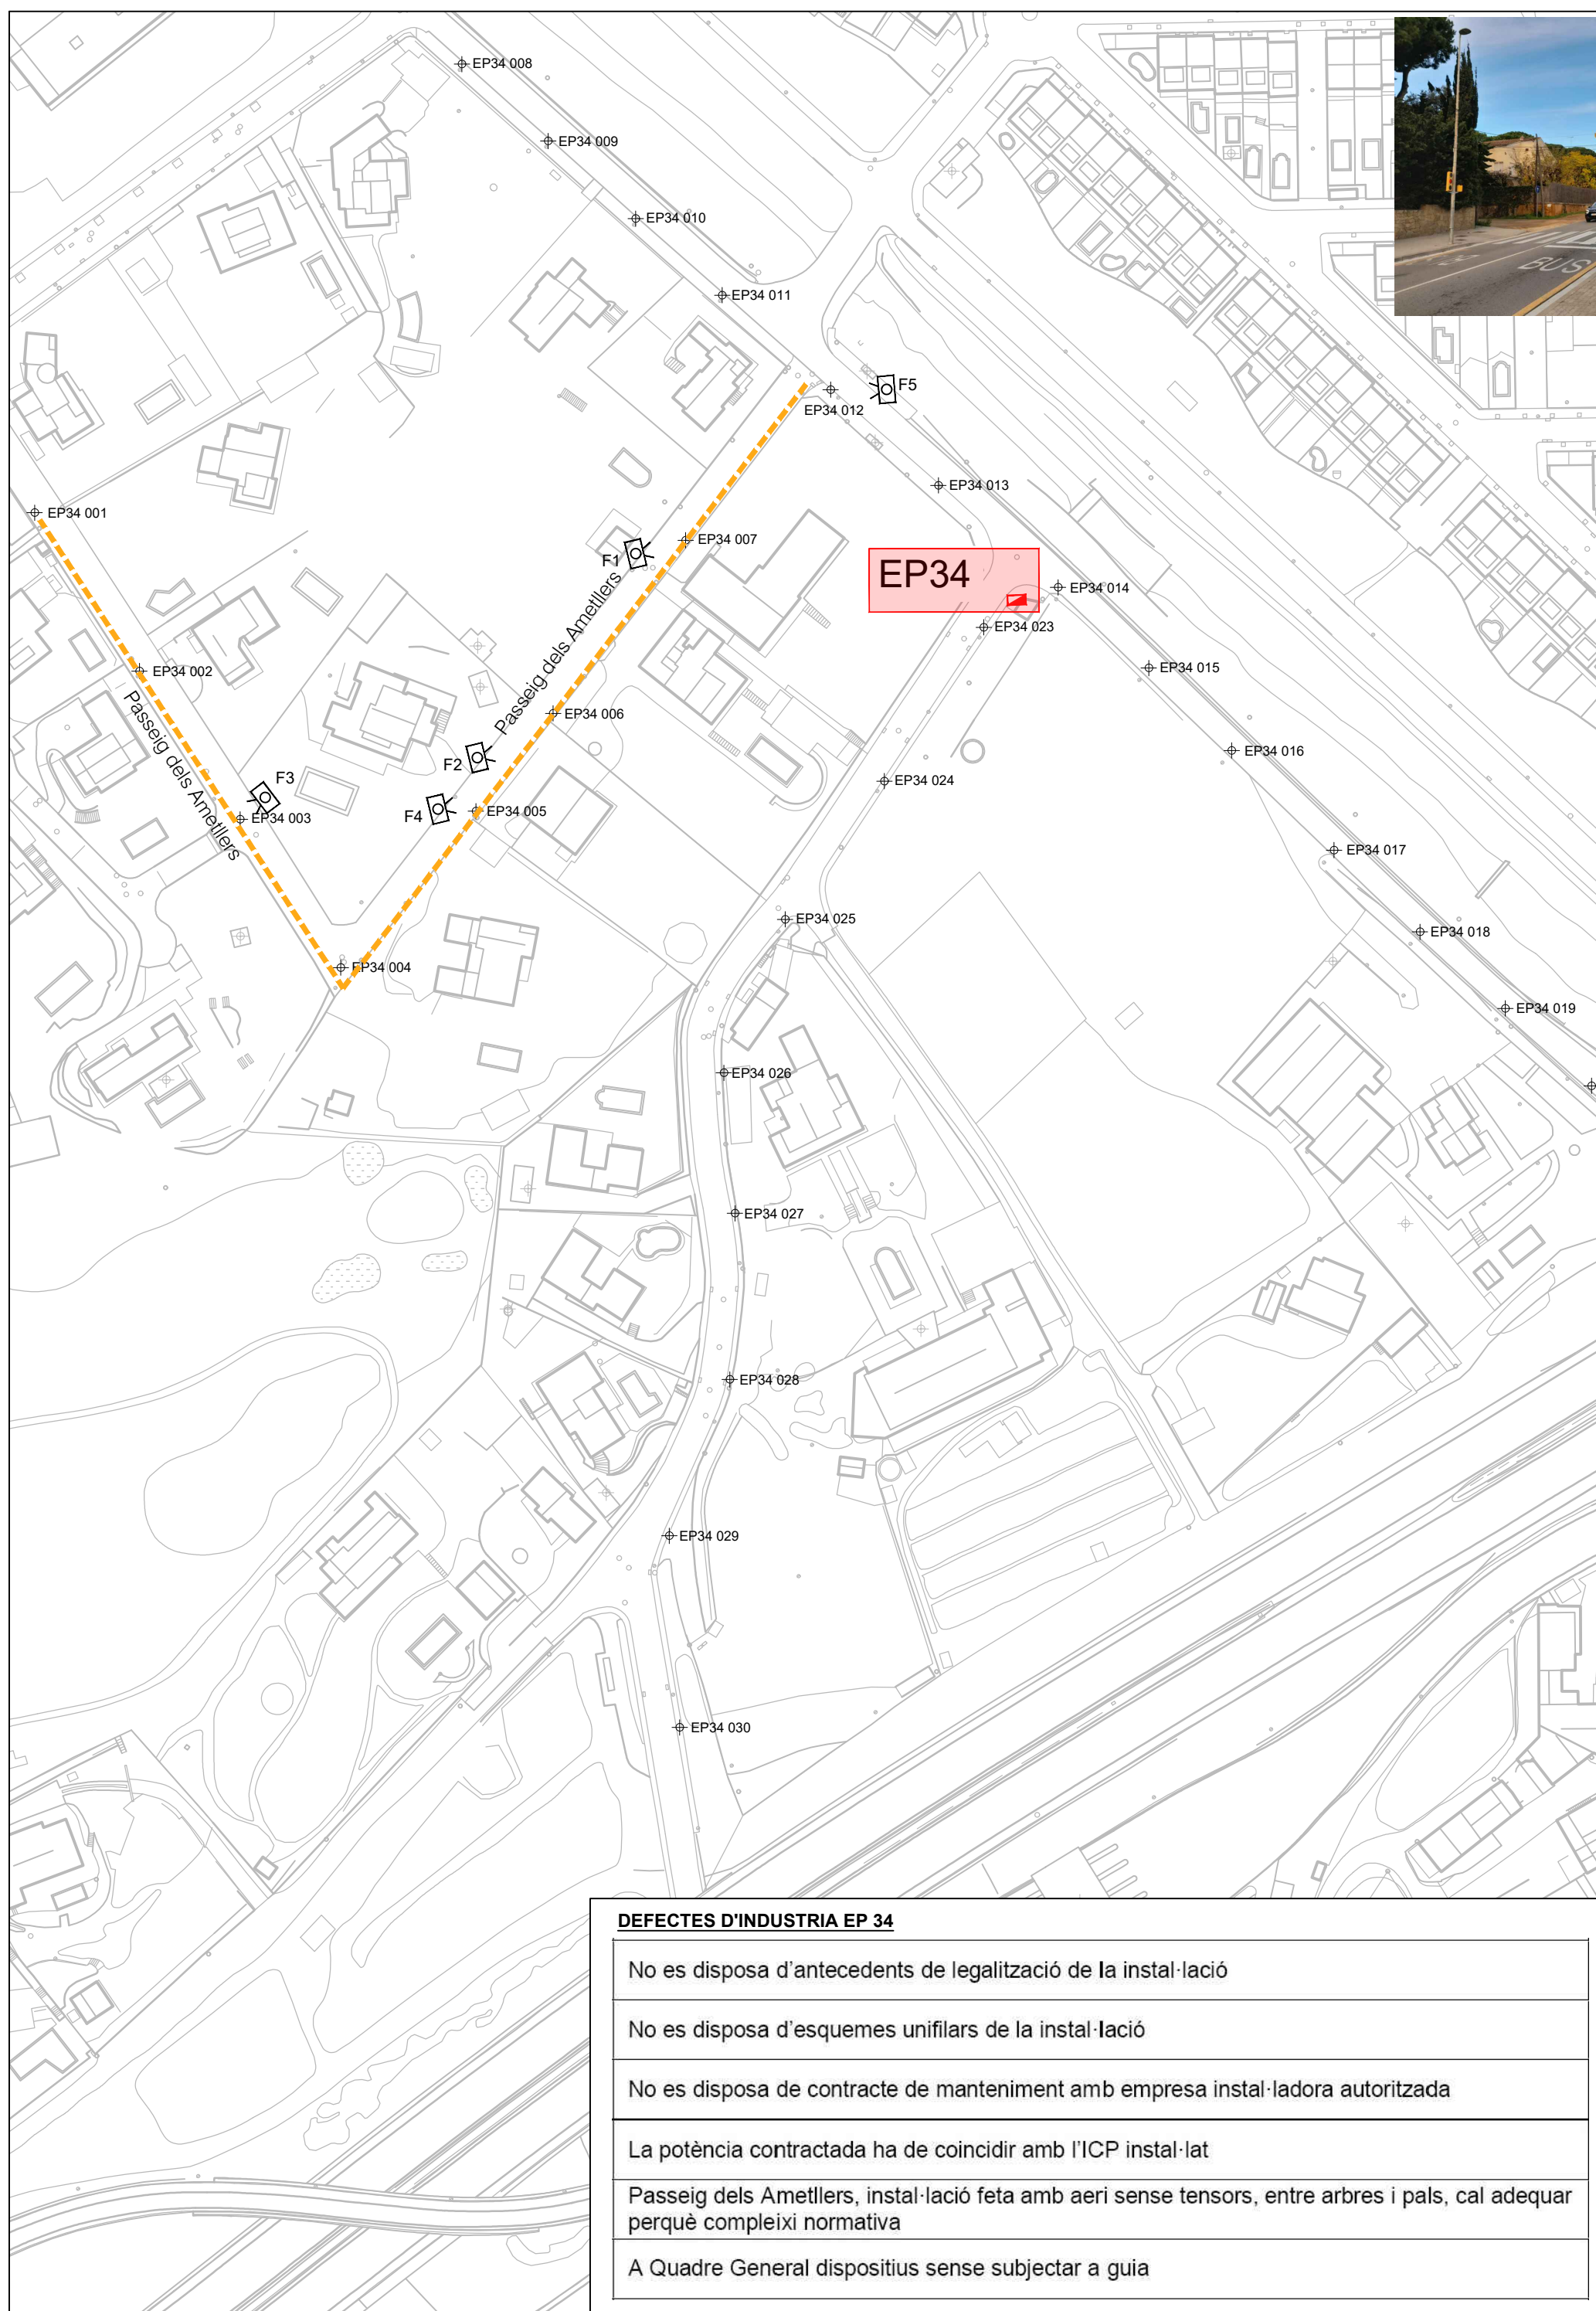 EP34 008
EP34 009
EP34 010
EP34 011
EP34 012
F5
EP34 013
EP34 001
EP34 007
F1
EP34
EP34 014
EP34 023
EP34 015
EP34 002
Passeig dels Ametllers
Passeig dels Ametllers
EP34 006
EP34 016
F2
F3
EP34 024
F4
EP34 005
EP34 003
EP34 017
EP34 025
EP34 018
EP34 004
EP34 019
EP34 026
EP34 027
EP34 028
EP34 029
EP34 030
BUS
DEFECTES D'INDUSTRIA EP 34
No es disposa d'antecedents de legalització de la instal·lació
No es disposa d'esquemes unifilars de la instal·lació
No es disposa de contracte de manteniment amb empresa instal·ladora autoritzada
La potència contractada ha de coincidir amb l'ICP instal·lat
Passeig dels Ametllers, instal·lació feta amb aeri sense tensors, entre arbres i pals, cal adequar
perquè compleixi normativa
A Quadre General dispositius sense subjectar a guia